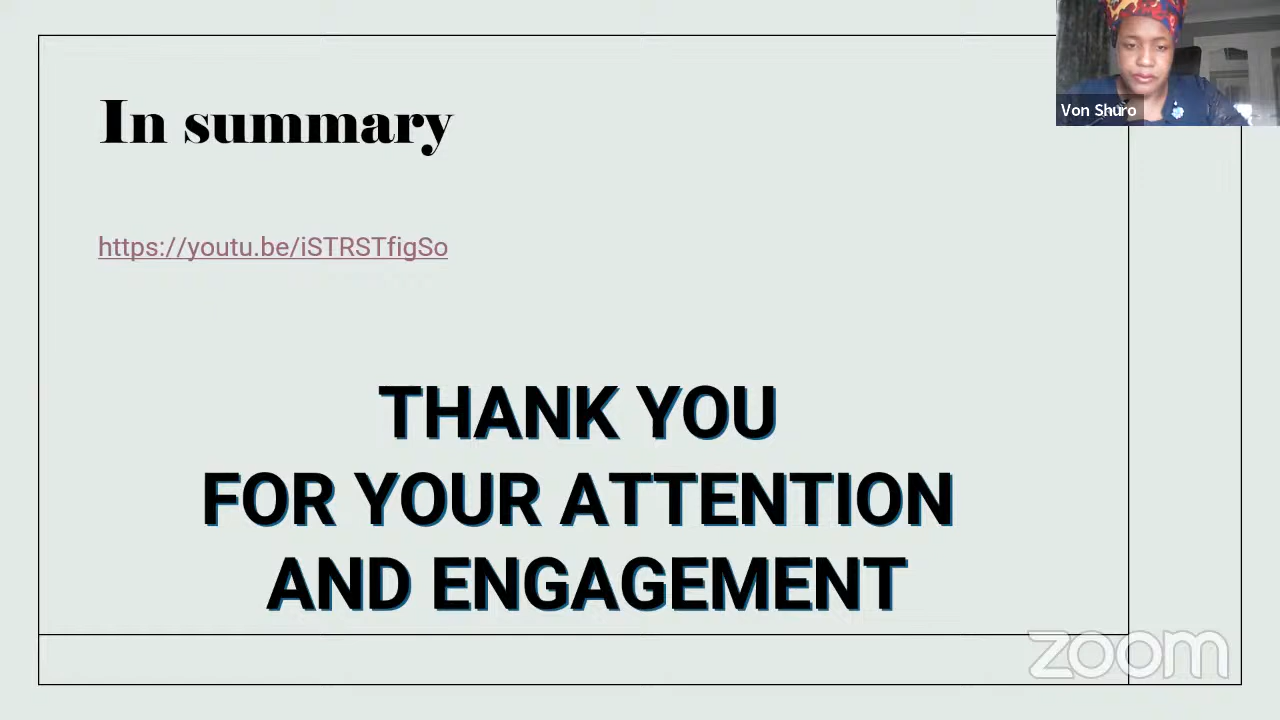 In summary
Von Shuro
https://youtu.be/iSTRSTfigSo
THANK YOU
FOR YOUR ATTENTION
AND ENGAGEMENT
zoom